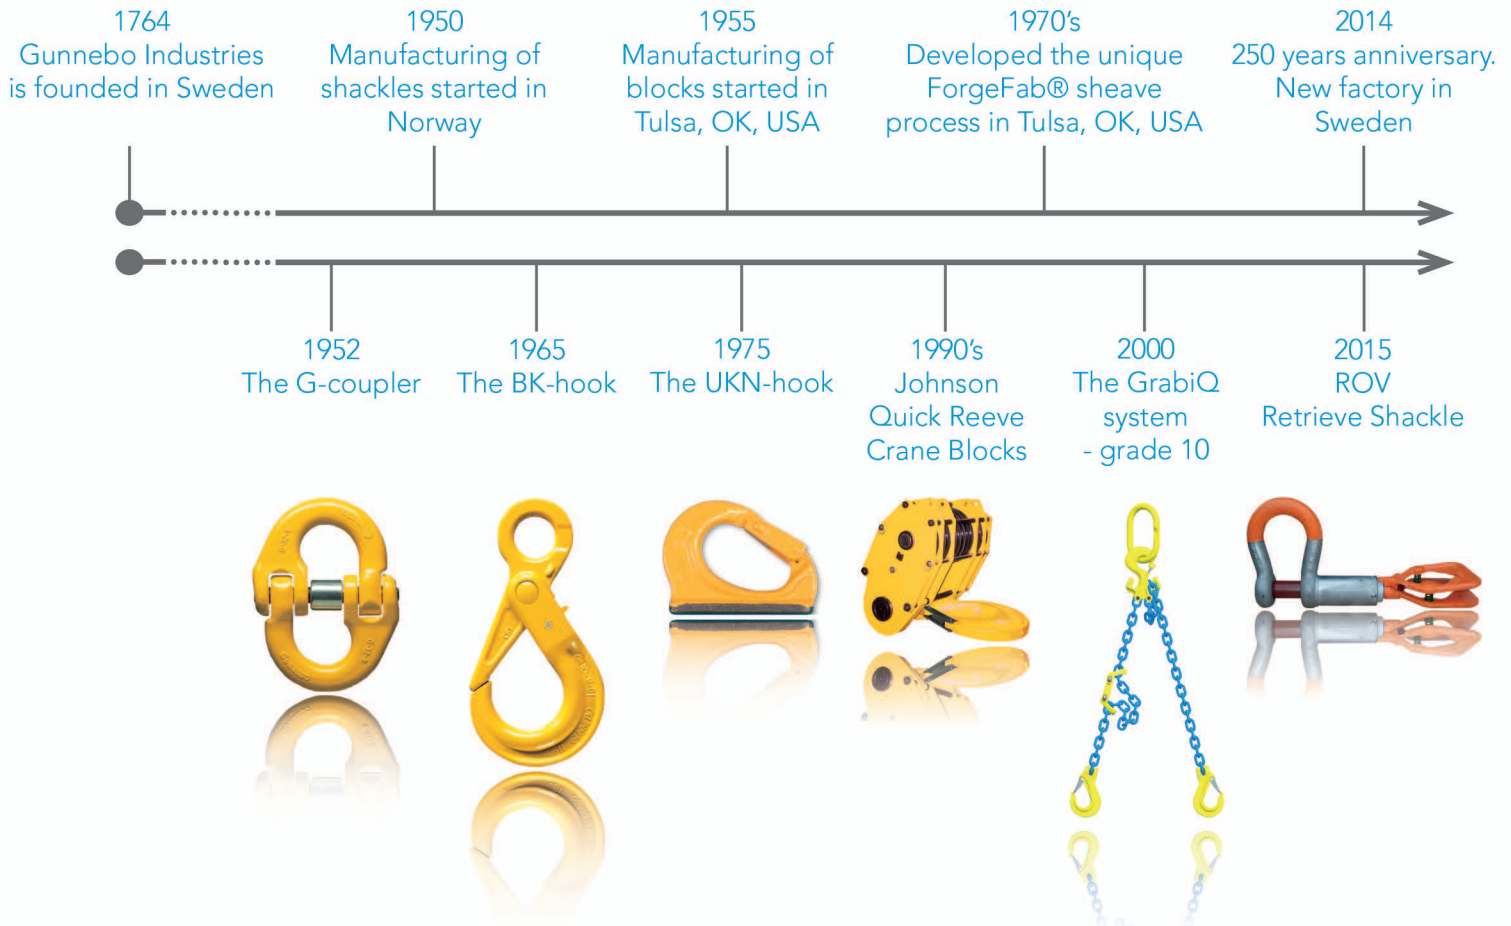 1764
Gunnebo Industries
is founded in Sweden
1950
Manufacturing of
shackles started in
Norway
1955
Manufacturing of
blocks started in
Tulsa, OK, USA
1970's
Developed the unique
ForgeFab® sheave
process in Tulsa, OK, USA
2014
250 years anniversary.
New factory in
Sweden
1952
The G-coupler
1965
The BK-hook
1975
The UKN-hook
1990's
Johnson
Quick Reeve
Crane Blocks
2000
The GrabiQ
system
- grade 10
2015
ROV
Retrieve Shackle